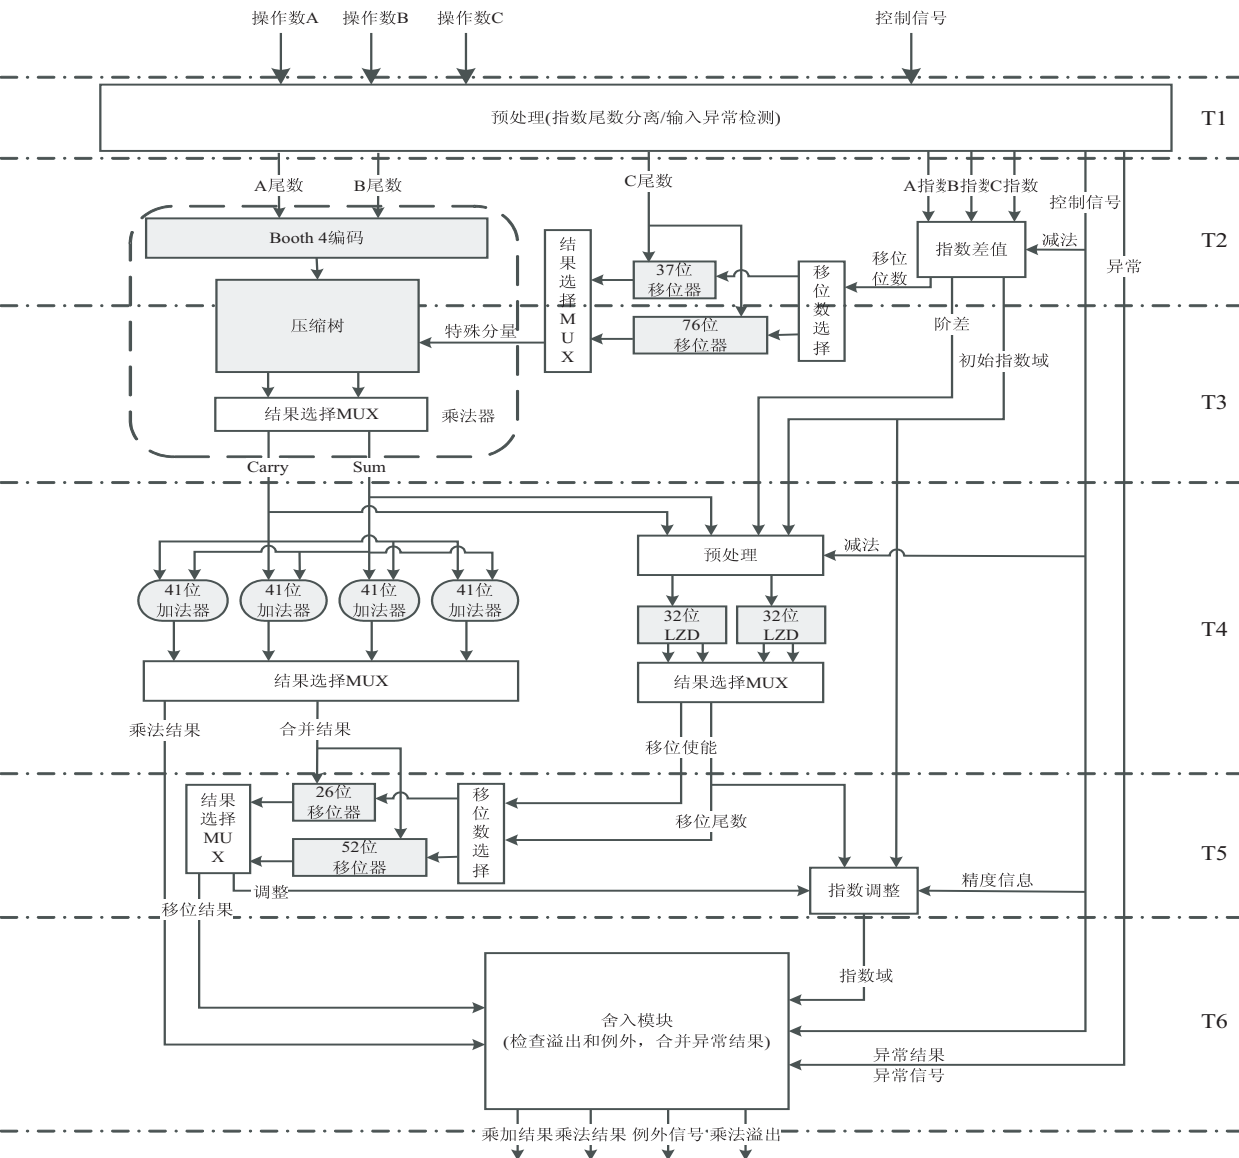 操作数A
操作数B
操作数C
控制信号
预处理(指数尾数分离/输入异常检测)
T1
A尾数
B尾数
C尾数
A指数
B指数
C指数
控制信号
Booth 4编码
结果选择MUX
37位
移位器
移位数选择
移位
位数
指数差值
减法
异常
T2
压缩树
特殊分量
76位
移位器
阶差
初始指数域
结果选择MUX
乘法器
T3
Carry
Sum
预处理
减法
41位
加法器
41位
加法器
41位
加法器
41位
加法器
32位
LZD
32位
LZD
T4
结果选择MUX
结果选择MUX
乘法结果
合并结果
移位使能
结果
选择
MU
X
26位
移位器
移位数选择
移位尾数
52位
移位器
T5
调整
指数调整
精度信息
移位结果
指数域
舍入模块
(检查溢出和例外，合并异常结果)
T6
异常结果
异常信号
乘加结果
乘法结果
例外信号
乘法溢出